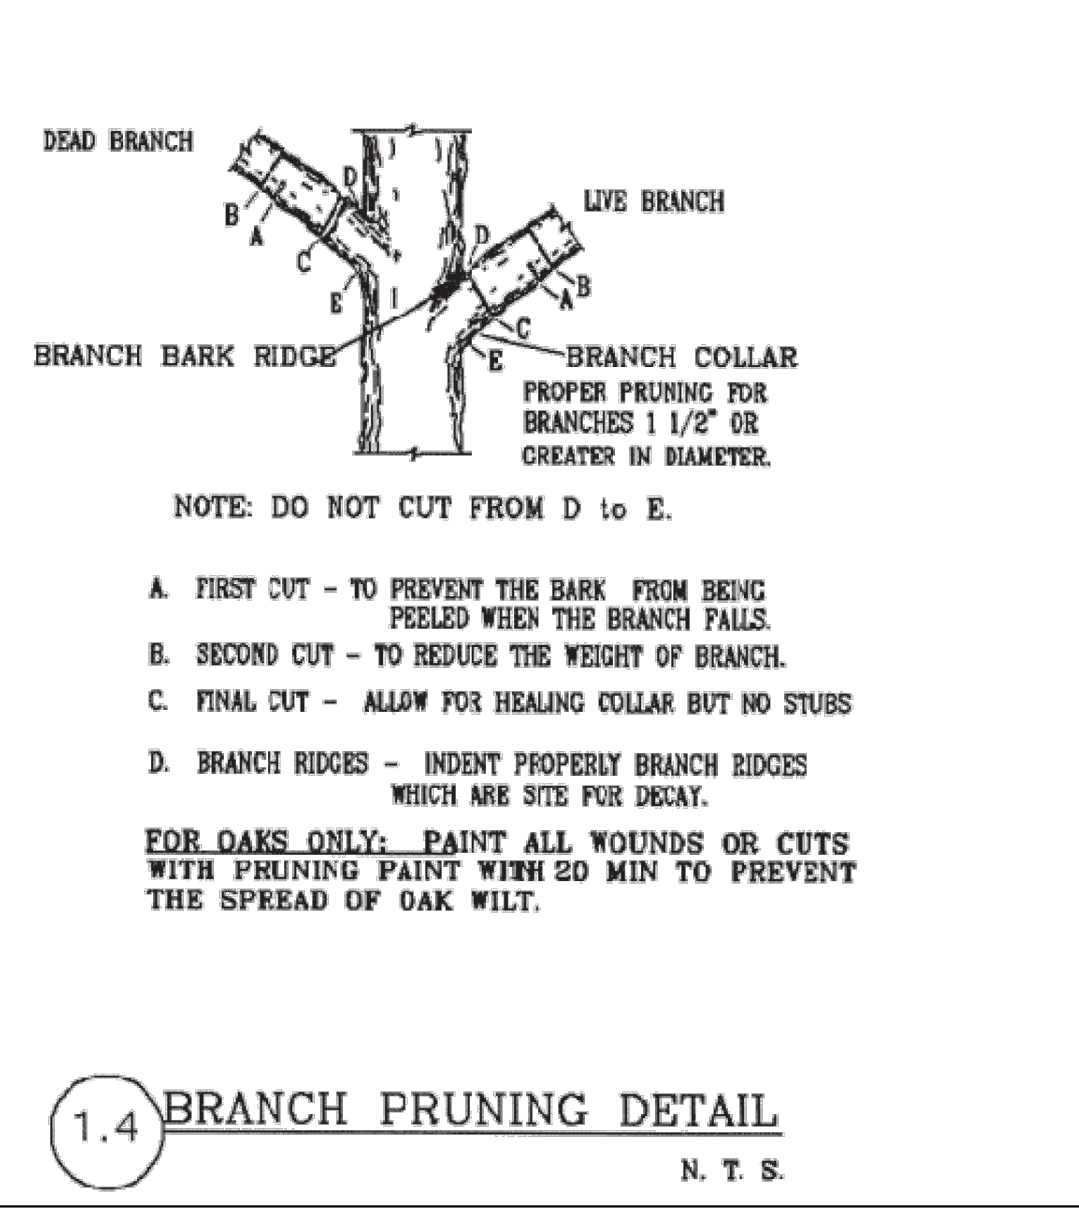 DEAD BRANCH
D
LIVE BRANCH
B
A
D
C
B
E
A
C
BRANCH BARK RIDGE
E
BRANCH COLLAR
PROPER PRUNING FOR
BRANCHES 1 1/2" OR
GREATER IN DIAMETER.
NOTE: DO NOT CUT FROM D to E.
A. FIRST CUT - TO PREVENT THE BARK FROM BEING
PEELED WHEN THE BRANCH FALLS.
B. SECOND CUT - TO REDUCE THE WEIGHT OF BRANCH.
C. FINAL CUT - ALLOW FOR HEALING COLLAR BUT NO STUBS
D. BRANCH RIDGES - INDENT PROPERLY BRANCH RIDGES
WHICH ARE SITE FOR DECAY.
FOR OAKS ONLY: PAINT ALL WOUNDS OR CUTS
WITH PRUNING PAINT WITHIN 20 MIN TO PREVENT
THE SPREAD OF OAK WILT.
1.4 BRANCH PRUNING DETAIL
N. T. S.